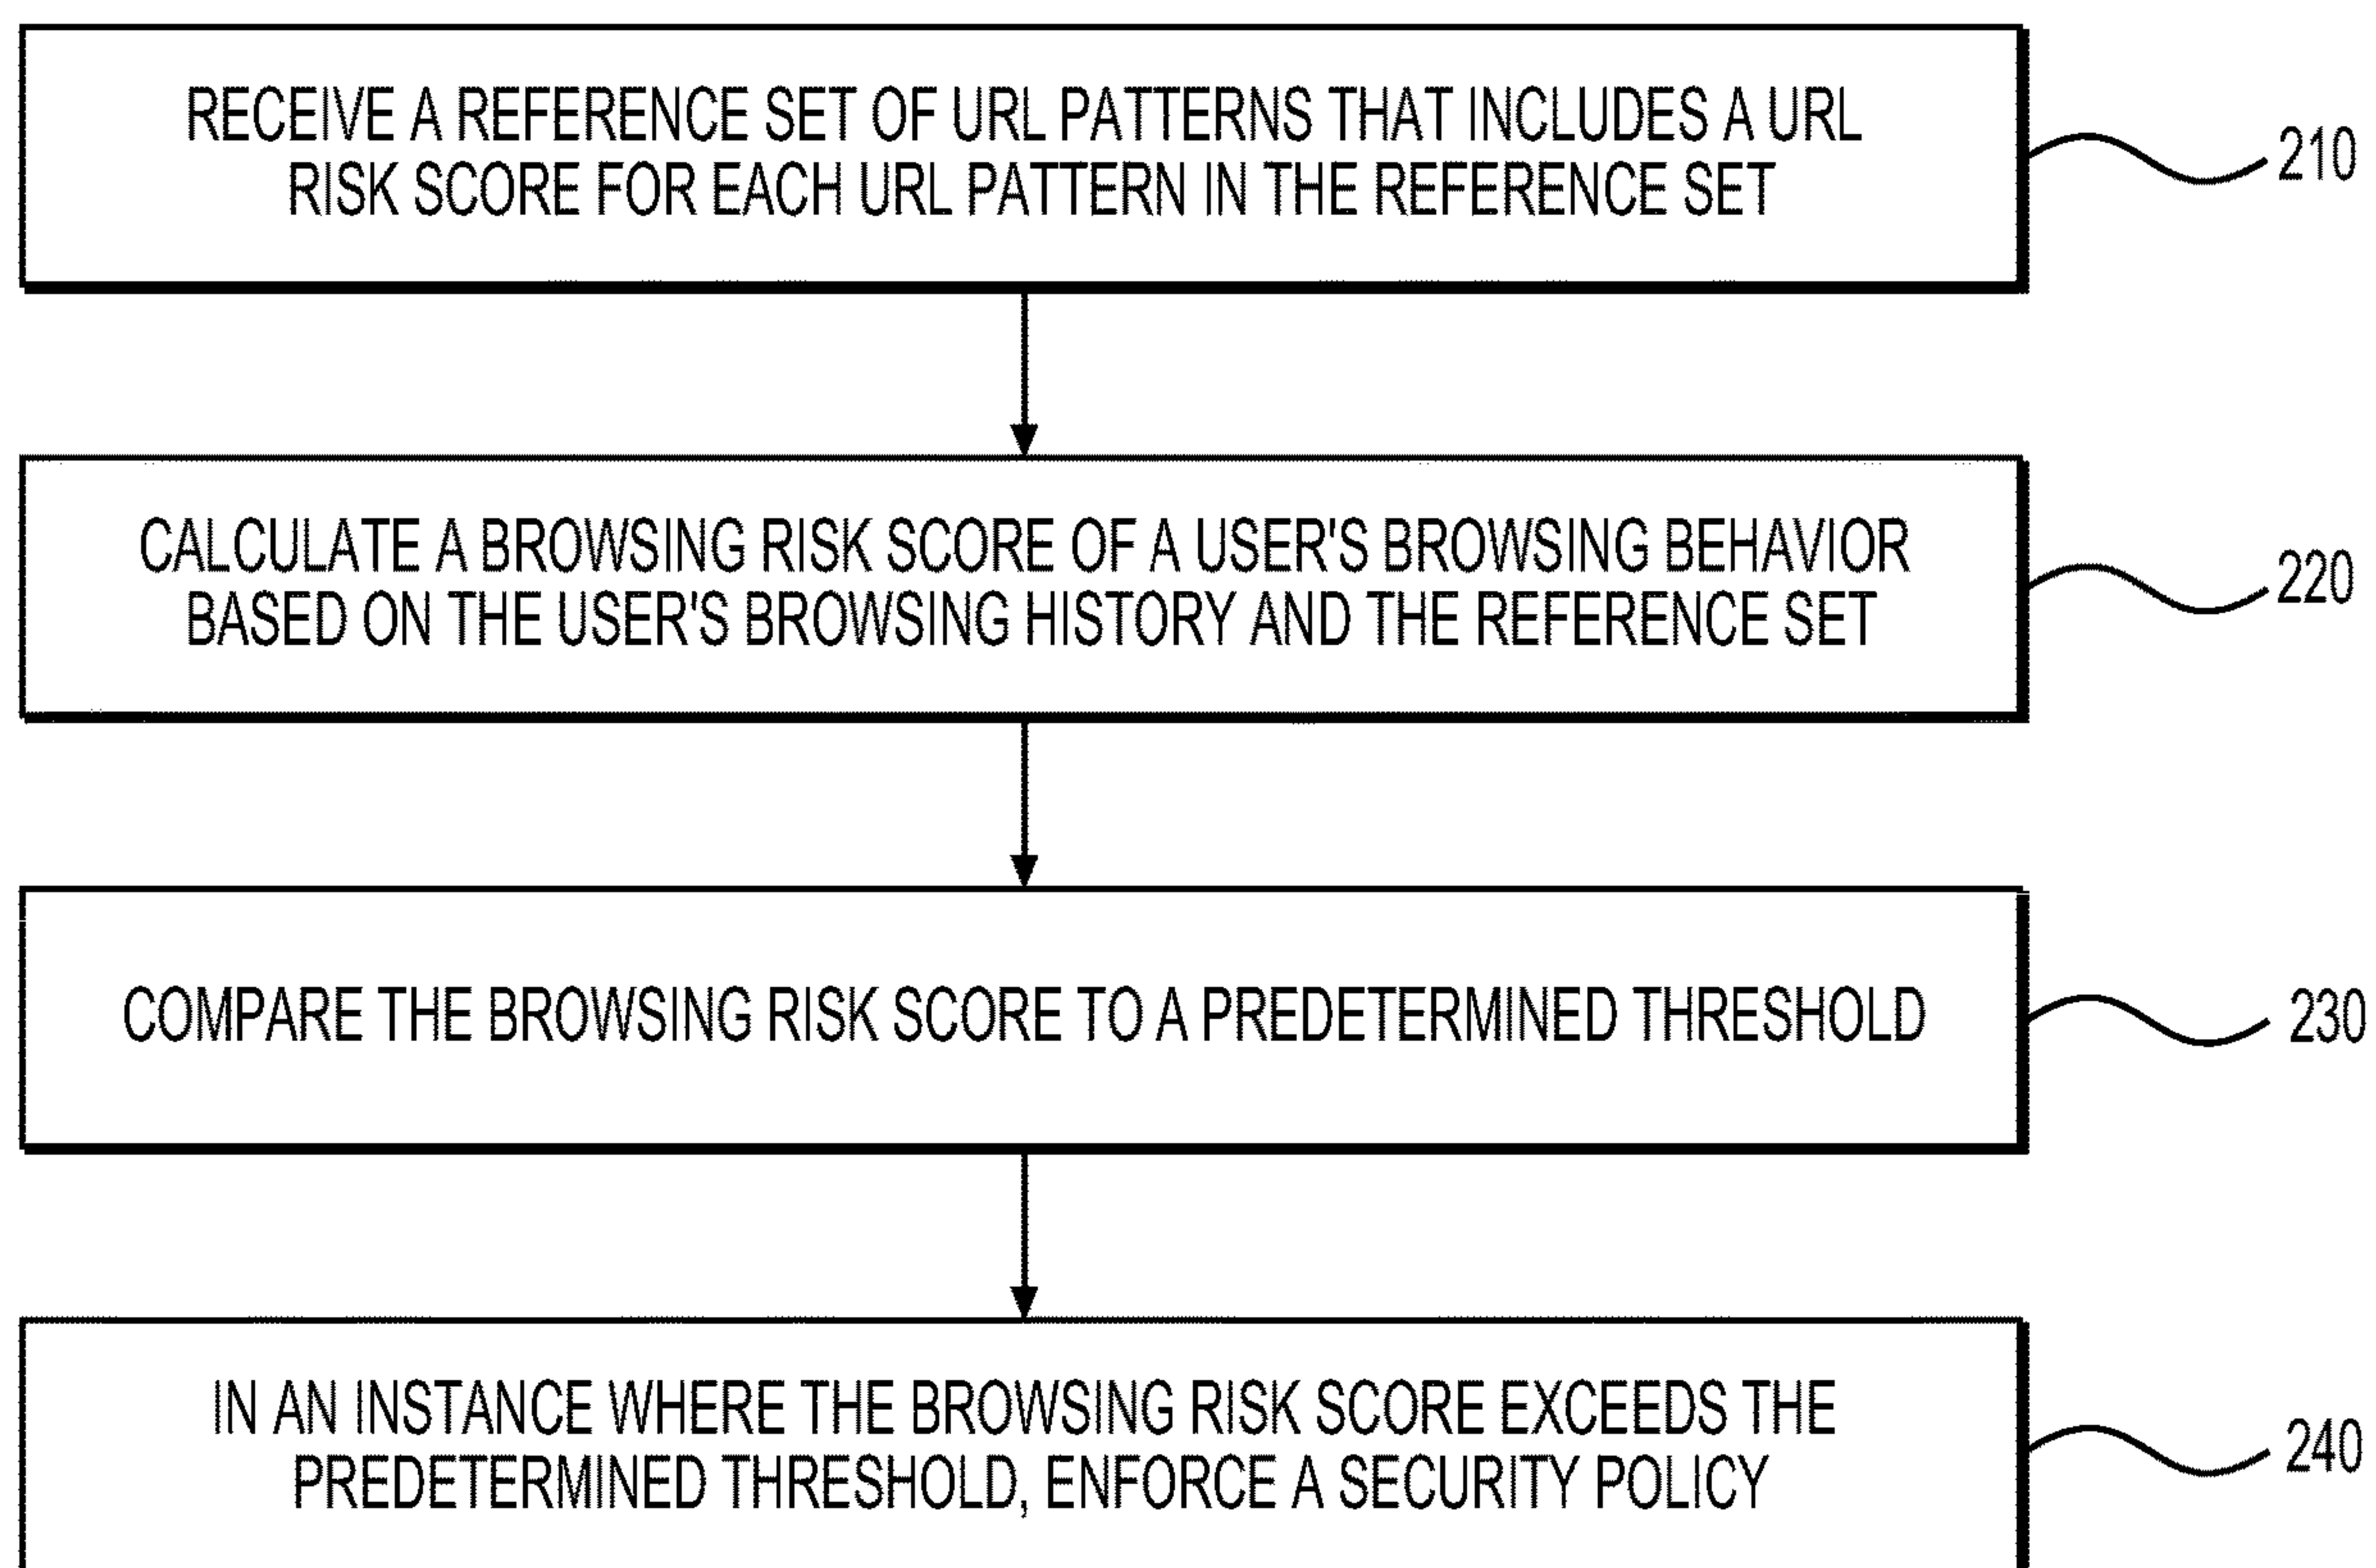 RECEIVE A REFERENCE SET OF URL PATTERNS THAT INCLUDES A URL
RISK SCORE FOR EACH URL PATTERN IN THE REFERENCE SET
210
CALCULATE A BROWSING RISK SCORE OF A USER'S BROWSING BEHAVIOR
BASED ON THE USER'S BROWSING HISTORY AND THE REFERENCE SET
220
COMPARE THE BROWSING RISK SCORE TO A PREDETERMINED THRESHOLD
230
IN AN INSTANCE WHERE THE BROWSING RISK SCORE EXCEEDS THE
PREDETERMINED THRESHOLD, ENFORCE A SECURITY POLICY
240